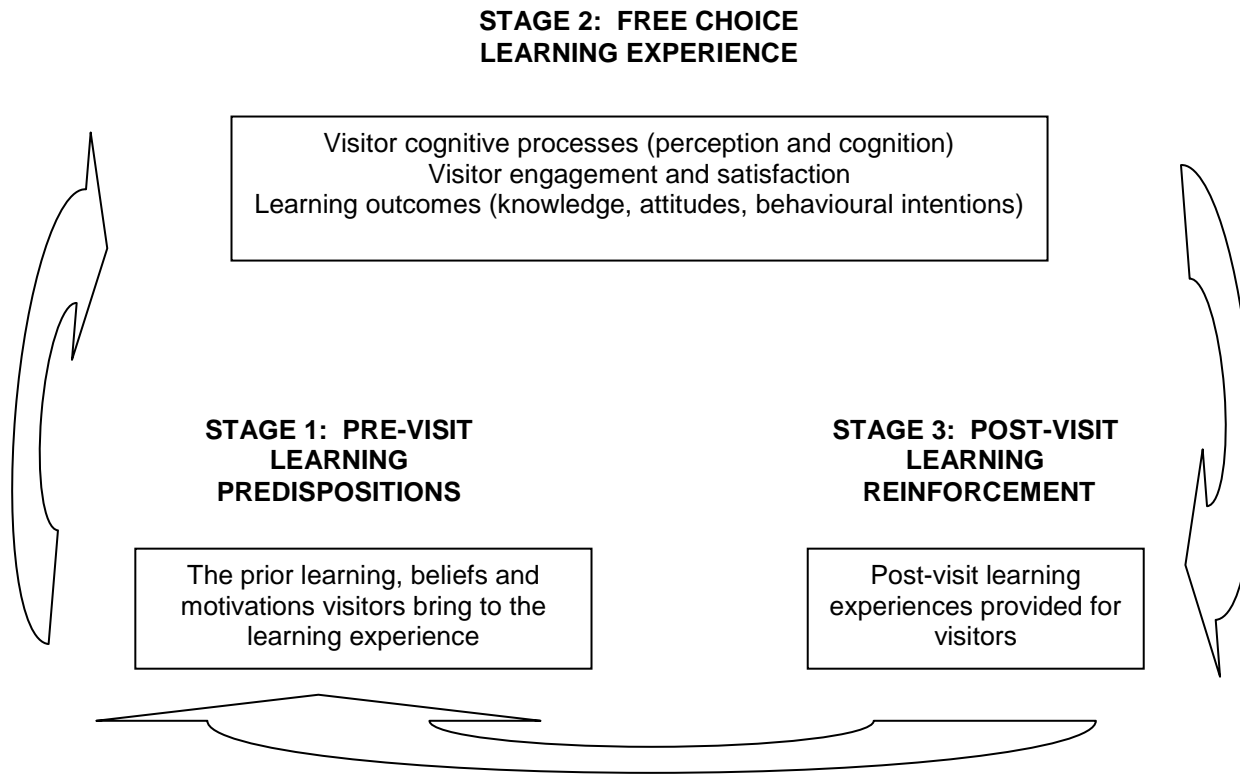 STAGE 2: FREE CHOICE
LEARNING EXPERIENCE
Visitor cognitive processes (perception and cognition)
Visitor engagement and satisfaction
Learning outcomes (knowledge, attitudes, behavioural intentions)
STAGE 1: PRE-VISIT
LEARNING
PREDISPOSITIONS
The prior learning, beliefs and
motivations visitors bring to the
learning experience
STAGE 3: POST-VISIT
LEARNING
REINFORCEMENT
Post-visit learning
experiences provided for
visitors